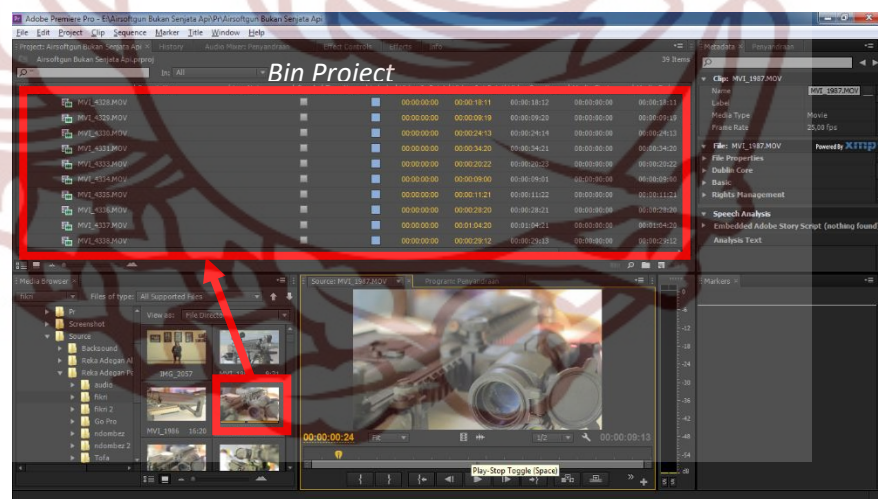 Adobe Premiere Pro - E:\Airsoftgun Bukan Senjata Api\Pr\Airsoftgun Bukan Senjata Api
File Edit Project Clip Sequence Marker Title Window Help
Project: Airsoftgun Bukan Senjata Api History Audio Mixer: Penyandraan Effect Controls Effects Info
Airsoftgun Bukan Senjata Api.prproj 39 Items
In: All
Bin Project
MVI_4328.MOV 00:00:00:00 00:00:18:11 00:00:18:12 00:00:00:00 00:00:18:11
MVI_4329.MOV 00:00:00:00 00:00:09:19 00:00:09:20 00:00:00:00 00:00:09:19
MVI_4330.MOV 00:00:00:00 00:00:24:13 00:00:24:14 00:00:00:00 00:00:24:13
MVI_4331.MOV 00:00:00:00 00:00:34:20 00:00:34:21 00:00:00:00 00:00:34:20
MVI_4333.MOV 00:00:00:00 00:00:20:22 00:00:20:23 00:00:00:00 00:00:20:22
MVI_4334.MOV 00:00:00:00 00:00:09:00 00:00:09:01 00:00:00:00 00:00:09:00
MVI_4335.MOV 00:00:00:00 00:00:11:21 00:00:11:22 00:00:00:00 00:00:11:21
MVI_4336.MOV 00:00:00:00 00:00:28:20 00:00:28:21 00:00:00:00 00:00:28:20
MVI_4337.MOV 00:00:00:00 00:01:04:20 00:01:04:21 00:00:00:00 00:01:04:20
MVI_4338.MOV 00:00:00:00 00:00:29:12 00:00:29:13 00:00:00:00 00:00:29:12
Metadata Penyandraan
Clip: MVI_1987.MOV
Name MVI_1987.MOV
Label
Media Type Movie
Frame Rate 25,00 fps
File: MVI_1987.MOV Powered By xmp
File Properties
Dublin Core
Basic
Rights Management
Speech Analysis
Embedded Adobe Story Script (nothing found
Analysis Text
Media Browser
fikri Files of type: All Supported Files
View as: File Directo
Pr
Screenshot
Source
Backsound
Reka Adegan Al
Reka Adegan Pe
audio
fikri
fikri 2
Go Pro
ndombez
ndombez 2
Tofa
IMG_2057
MVI_1986 16:20
Source: MVI_1987.MOV Program: Penyandraan
00:00:00:24 Fit 1/2 00:00:09:13
Play-Stop Toggle (Space)
0
-6
-12
-18
-24
-30
-36
-42
-48
-54
dB
S S
Markers